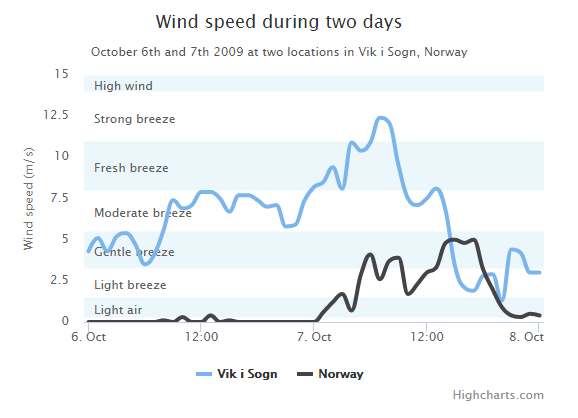 Wind speed during two days
October 6th and 7th 2009 at two locations in Vik i Sogn, Norway
Wind speed (m/s)
15
12.5
10
7.5
5
2.5
0
High wind
Strong breeze
Fresh breeze
Moderate breeze
Gentle breeze
Light breeze
Light air
6. Oct 12:00 7. Oct 12:00 8. Oct
Vik i Sogn Norway
Highcharts.com